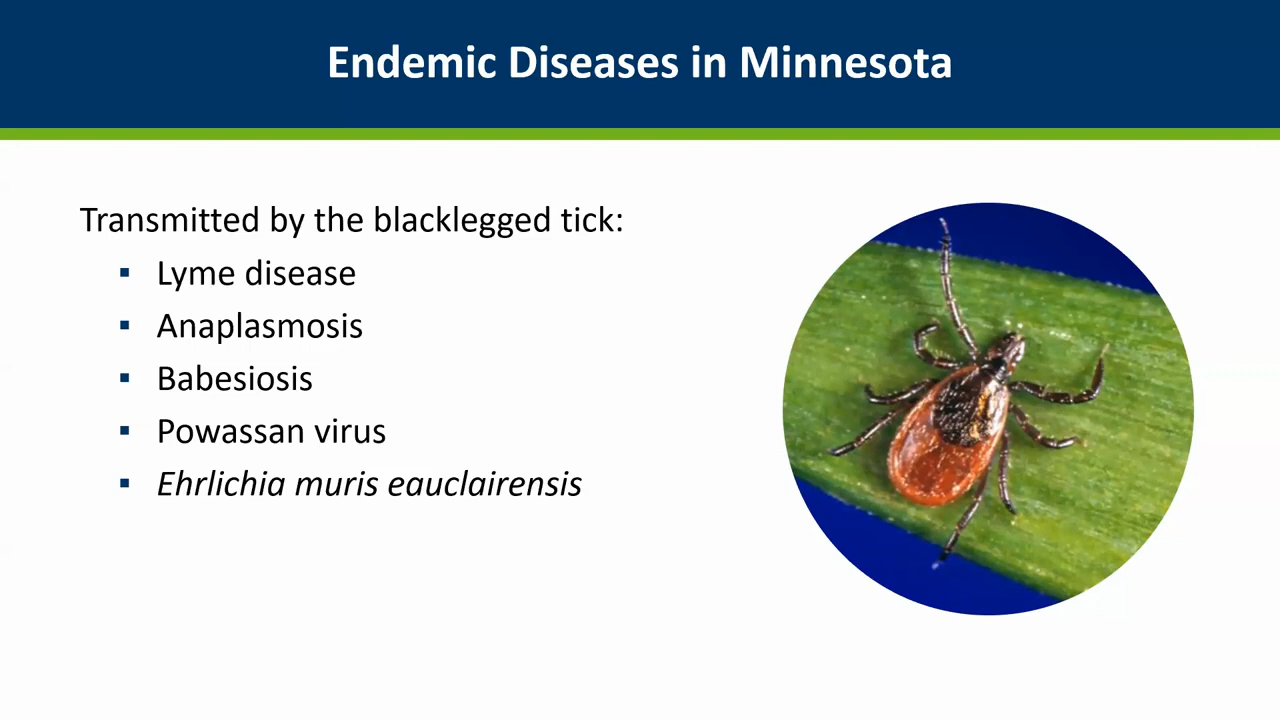 Endemic Diseases in Minnesota
Transmitted by the blacklegged tick:
▪ Lyme disease
▪ Anaplasmosis
▪ Babesiosis
▪ Powassan virus
▪ Ehrlichia muris eauclairensis